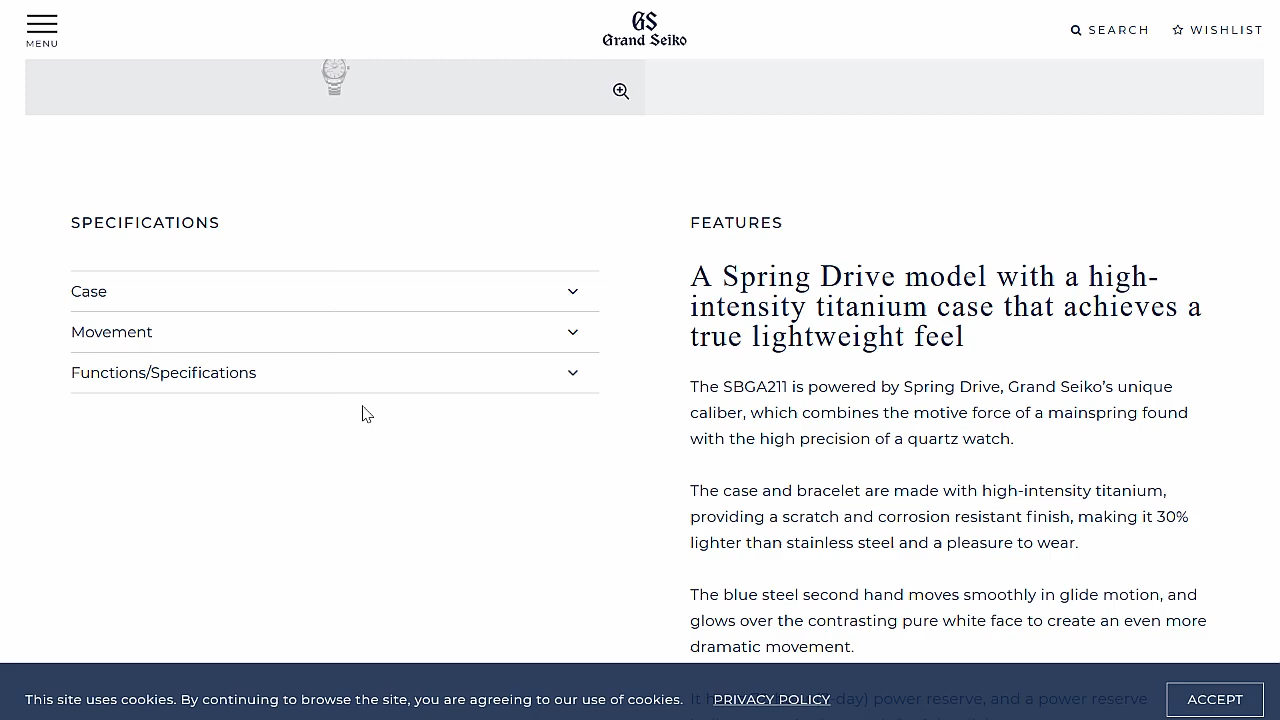 MENU
GS
Grand Seiko
SEARCH
WISHLIST
SPECIFICATIONS
Case
Movement
Functions/Specifications
FEATURES
A Spring Drive model with a high-
intensity titanium case that achieves a
true lightweight feel
The SBGA211 is powered by Spring Drive, Grand Seiko’s unique
caliber, which combines the motive force of a mainspring found
with the high precision of a quartz watch.
The case and bracelet are made with high-intensity titanium,
providing a scratch and corrosion resistant finish, making it 30%
lighter than stainless steel and a pleasure to wear.
The blue steel second hand moves smoothly in glide motion, and
glows over the contrasting pure white face to create an even more
dramatic movement.
day) power reserve, and a power reserve
This site uses cookies. By continuing to browse the site, you are agreeing to our use of cookies.
PRIVACY POLICY
ACCEPT